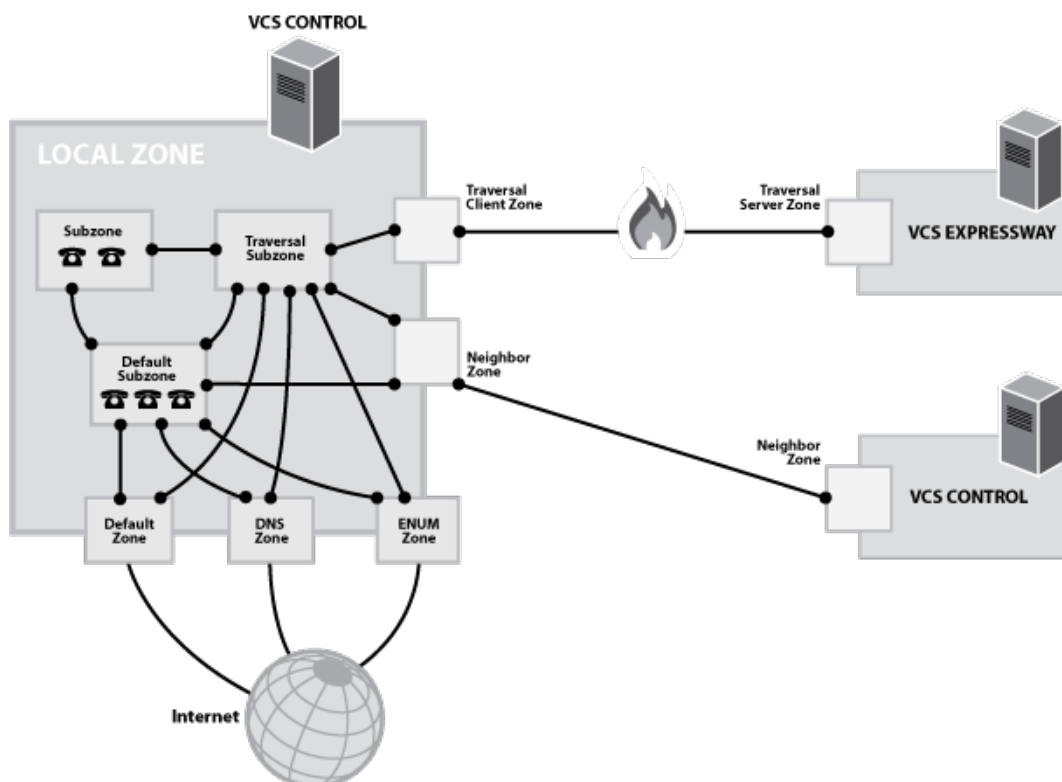 VCS CONTROL
LOCAL ZONE
Subzone
Traversal
Subzone
Traversal
Client Zone
Traversal
Server Zone
VCS EXPRESSWAY
Default
Subzone
Neighbor
Zone
Neighbor
Zone
VCS CONTROL
Default
Zone
DNS
Zone
ENUM
Zone
Internet